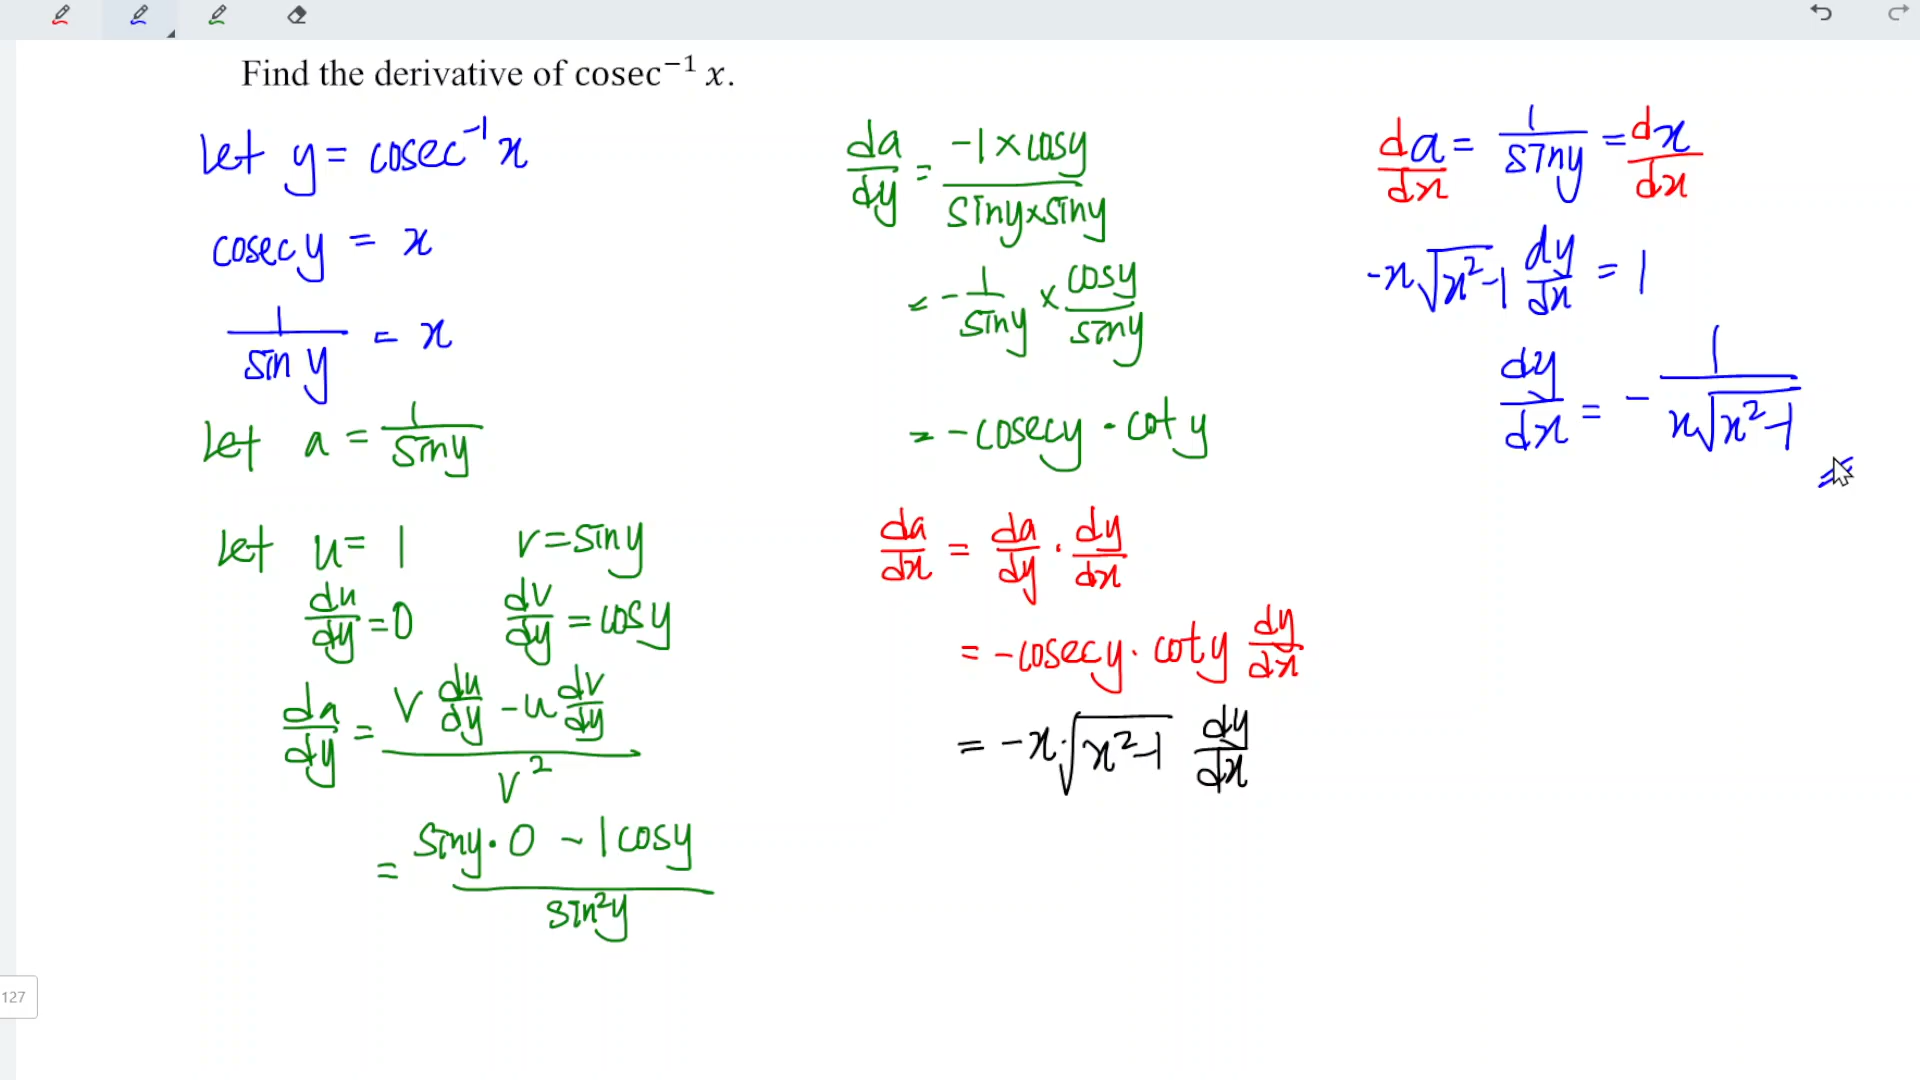 Find the derivative of cosec⁻¹ x.
Let y = cosec⁻¹ x
cosec y = x
1/sin y = x
Let a = 1/sin y
Let u = 1   v = sin y
du/dy = 0   dv/dy = cos y
da/dy = (v du/dy - u dv/dy)/v²
= (sin y · 0 - 1 cos y)/sin² y
da/dy = (-1 × cos y)/(sin y × sin y)
= - 1/sin y × cos y/sin y
= - cosec y · cot y
da/dx = da/dy · dy/dx
= - cosec y · cot y dy/dx
= - x · √(x² - 1) dy/dx
da/dx = 1/sin y = dx/dx
- x √(x² - 1) dy/dx = 1
dy/dx = - 1/(x √(x² - 1))
127